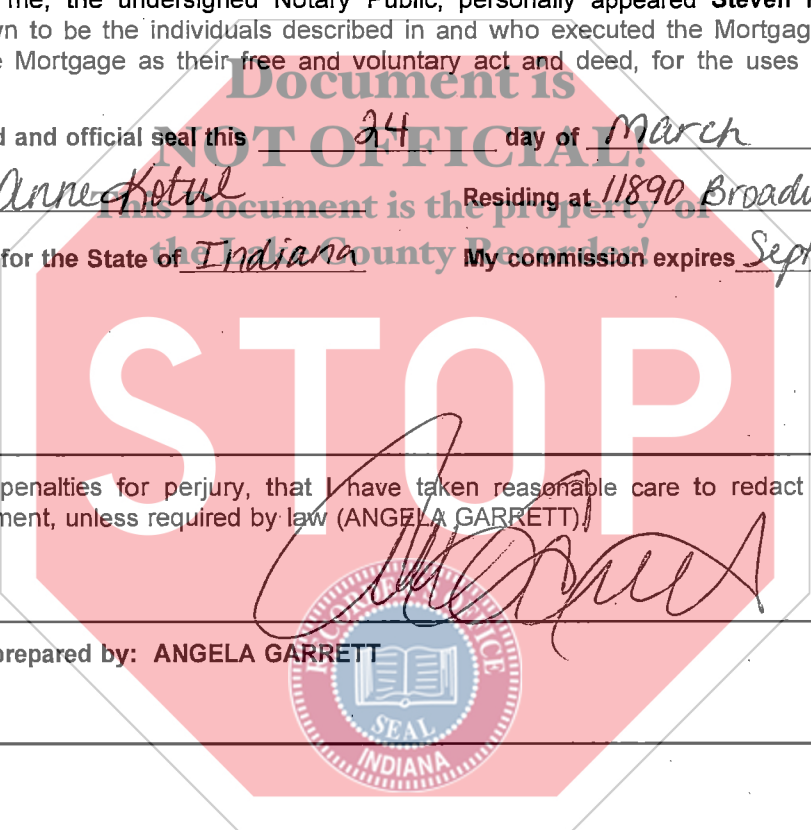 me, the undersigned Notary Public, personally appeared Steven
wn to be the individuals described in and who executed the Mortgag
e Mortgage as their free and voluntary act and deed, for the uses
Document is
d and official seal this 24 day of March
NOT OFFICIAL!
Anne Kotul Residing at 11890 Broadw
This Document is the property of
for the State of Indiana My commission expires Sept
the Lake County Recorder!
STOP
penalties for perjury, that I have taken reasonable care to redact
ment, unless required by law (ANGELA GARRETT).
prepared by: ANGELA GARRETT
RECORDER'S OFFICE
SEAL
INDIANA